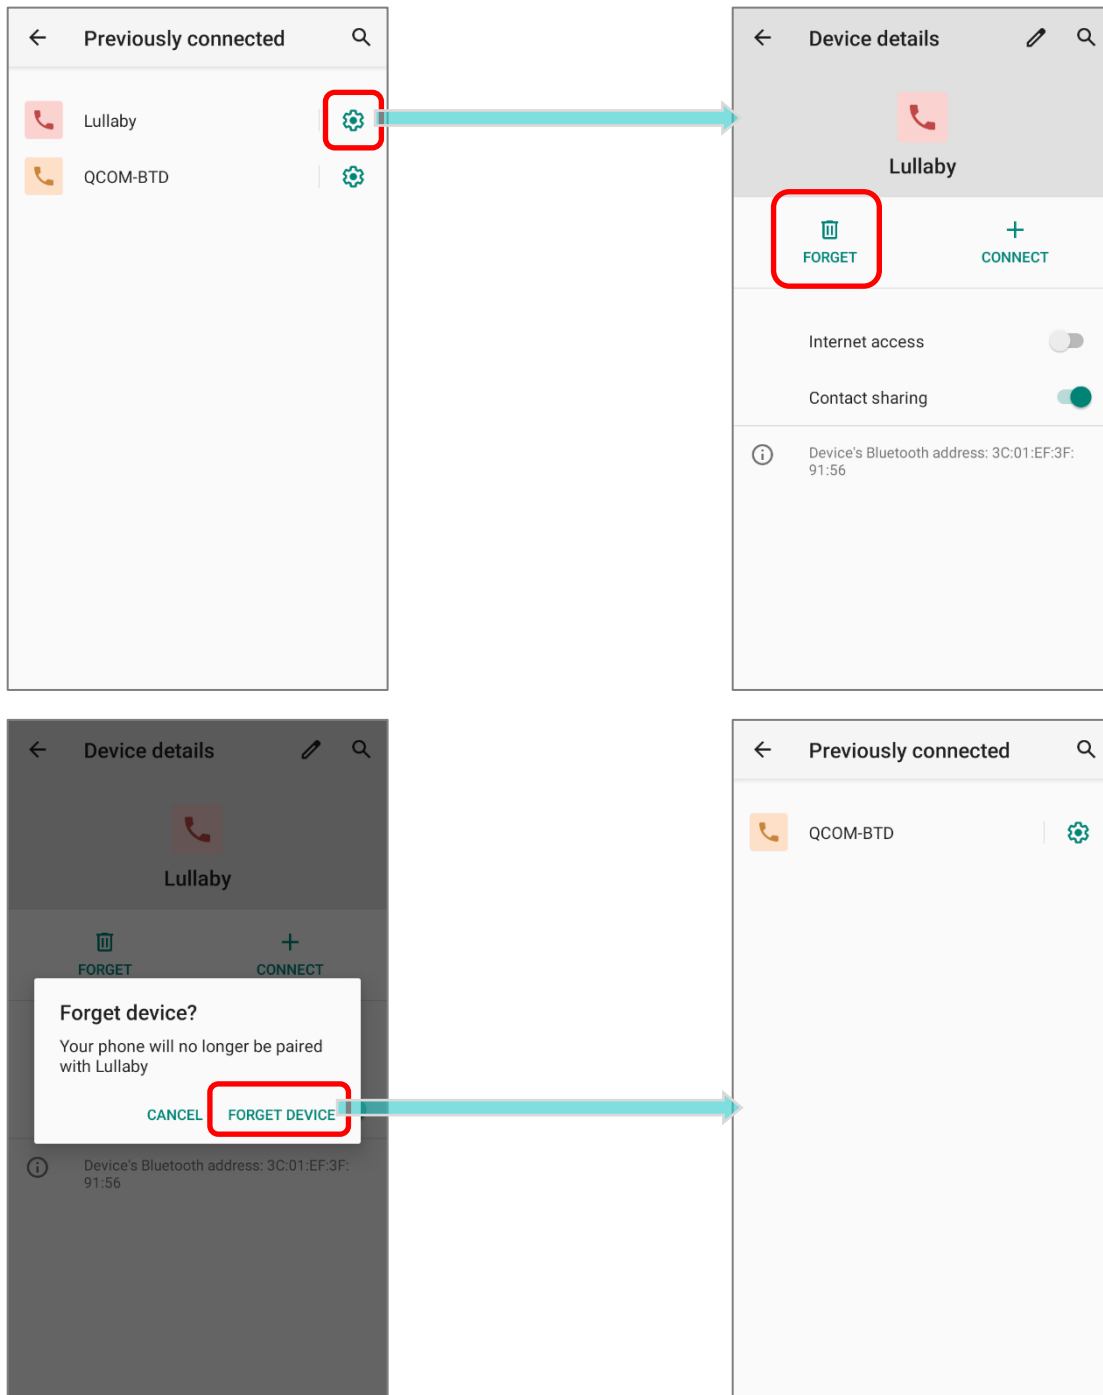 Previously connected
Lullaby
QCOM-BTD
Device details
Lullaby
FORGET
CONNECT
Internet access
Contact sharing
Device's Bluetooth address: 3C:01:EF:3F:
91:56
Device details
Lullaby
FORGET
CONNECT
Forget device?
Your phone will no longer be paired
with Lullaby
CANCEL
FORGET DEVICE
Device's Bluetooth address: 3C:01:EF:3F:
91:56
Previously connected
QCOM-BTD